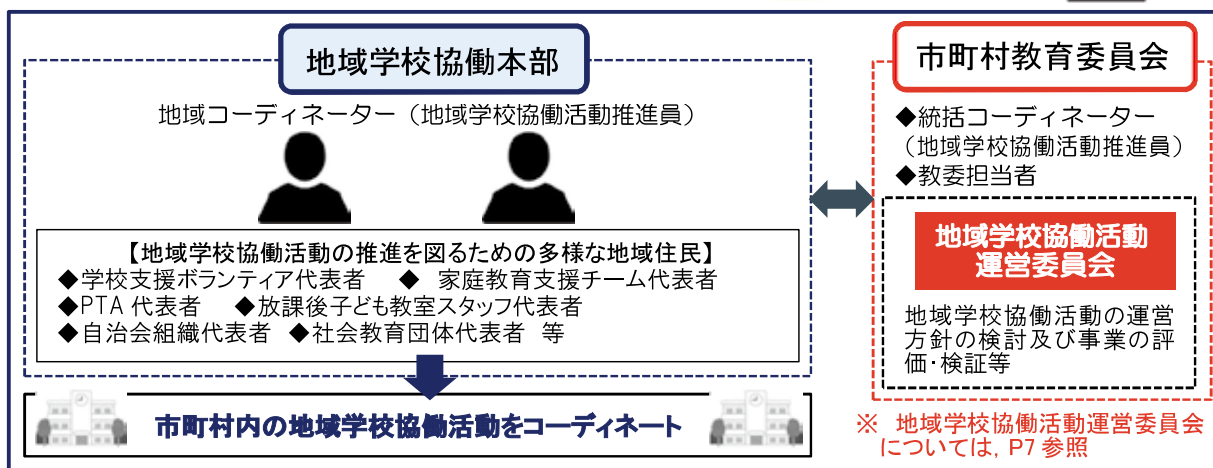 地域学校協働本部
地域コーディネーター（地域学校協働活動推進員）
【地域学校協働活動の推進を図るための多様な地域住民】
◆学校支援ボランティア代表者　◆　家庭教育支援チーム代表者
◆PTA 代表者　◆放課後子ども教室スタッフ代表者
◆自治会組織代表者　◆社会教育団体代表者　等
市町村内の地域学校協働活動をコーディネート
市町村教育委員会
◆統括コーディネーター
（地域学校協働活動推進員）
◆教委担当者
地域学校協働活動
運営委員会
地域学校協働活動の運営
方針の検討及び事業の評
価・検証等
※　地域学校協働活動運営委員会
については，P7 参照